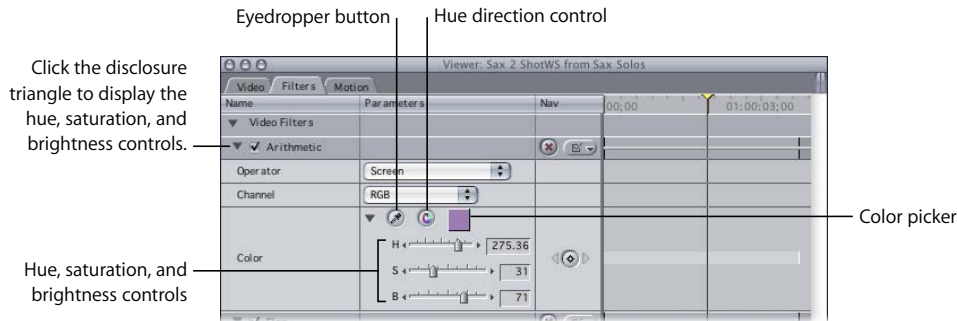 Eyedropper button
Hue direction control
Click the disclosure
triangle to display the
hue, saturation, and
brightness controls.
Viewer: Sax 2 ShotWS from Sax Solos
Video Filters Motion
Name Parameters Nav 00;00 01:00:03;00
Video Filters
Arithmetic
Operator Screen
Channel RGB
Color picker
Color
H 275.36
S 31
B 71
Hue, saturation, and
brightness controls